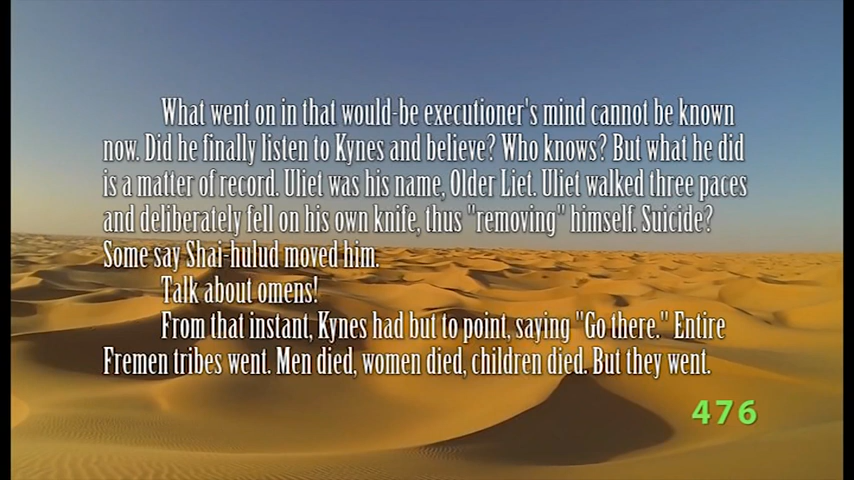 What went on in that would-be executioner's mind cannot be known
now. Did he finally listen to Kynes and believe? Who knows? But what he did
is a matter of record. Uliet was his name, Older Liet. Uliet walked three paces
and deliberately fell on his own knife, thus "removing" himself. Suicide?
Some say Shai-hulud moved him.
Talk about omens!
From that instant, Kynes had but to point, saying "Go there." Entire
Fremen tribes went. Men died, women died, children died. But they went.
476